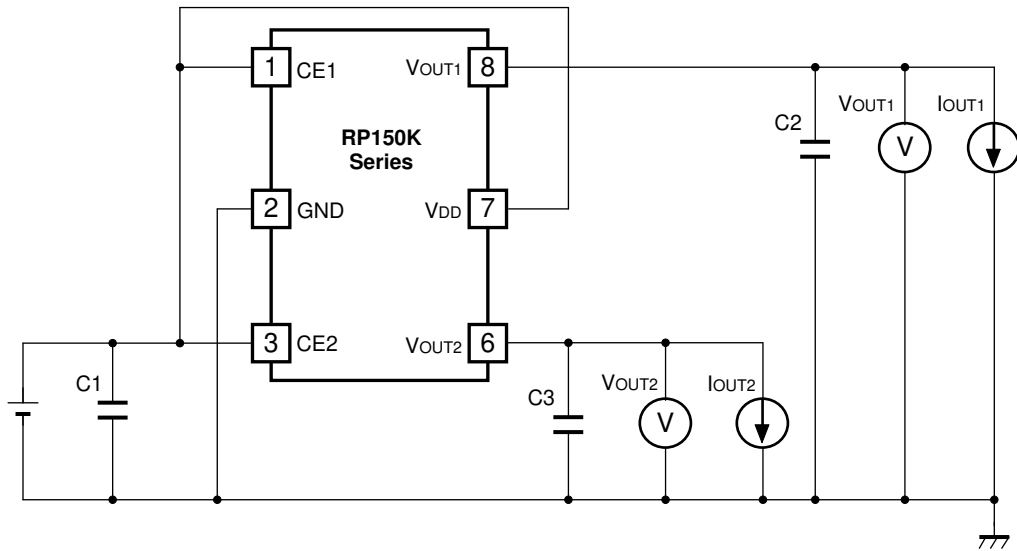 1 CE1 VOUT1 8
RP150K
Series
VOUT1 IOUT1
C2
V
2 GND VDD 7
3 CE2 VOUT2 6
C1
VOUT2 IOUT2
C3
V